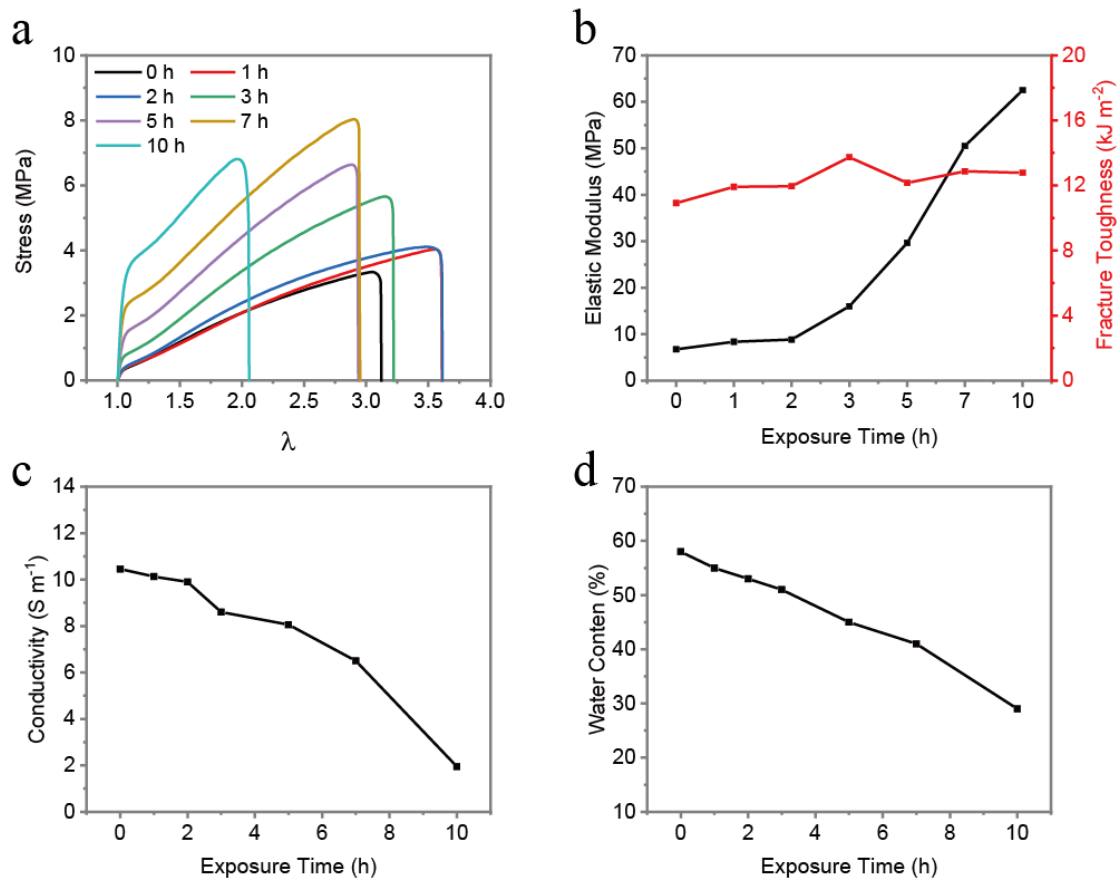 a
10
8
6
4
2
0
Stress (MPa)
0 h 1 h
2 h 3 h
5 h 7 h
10 h
1.0 1.5 2.0 2.5 3.0 3.5 4.0
λ
b
70
60
50
40
30
20
10
0
Elastic Modulus (MPa)
20
16
12
8
4
0
Fracture Toughness (kJ m⁻²)
0 1 2 3 5 7 10
Exposure Time (h)
c
14
12
10
8
6
4
2
0
Conductivity (S m⁻¹)
0 2 4 6 8 10
Exposure Time (h)
d
70
60
50
40
30
20
10
Water Conten (%)
0 2 4 6 8 10
Exposure Time (h)